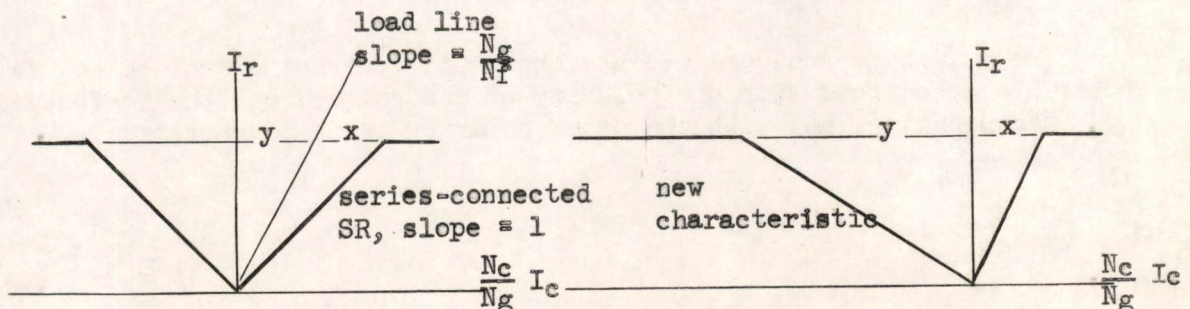 load line
slope = Ng/Nf
Ir
y x
series-connected
SR, slope = 1
Nc/Ng Ic
Ir
y x
new
characteristic
Nc/Ng Ic